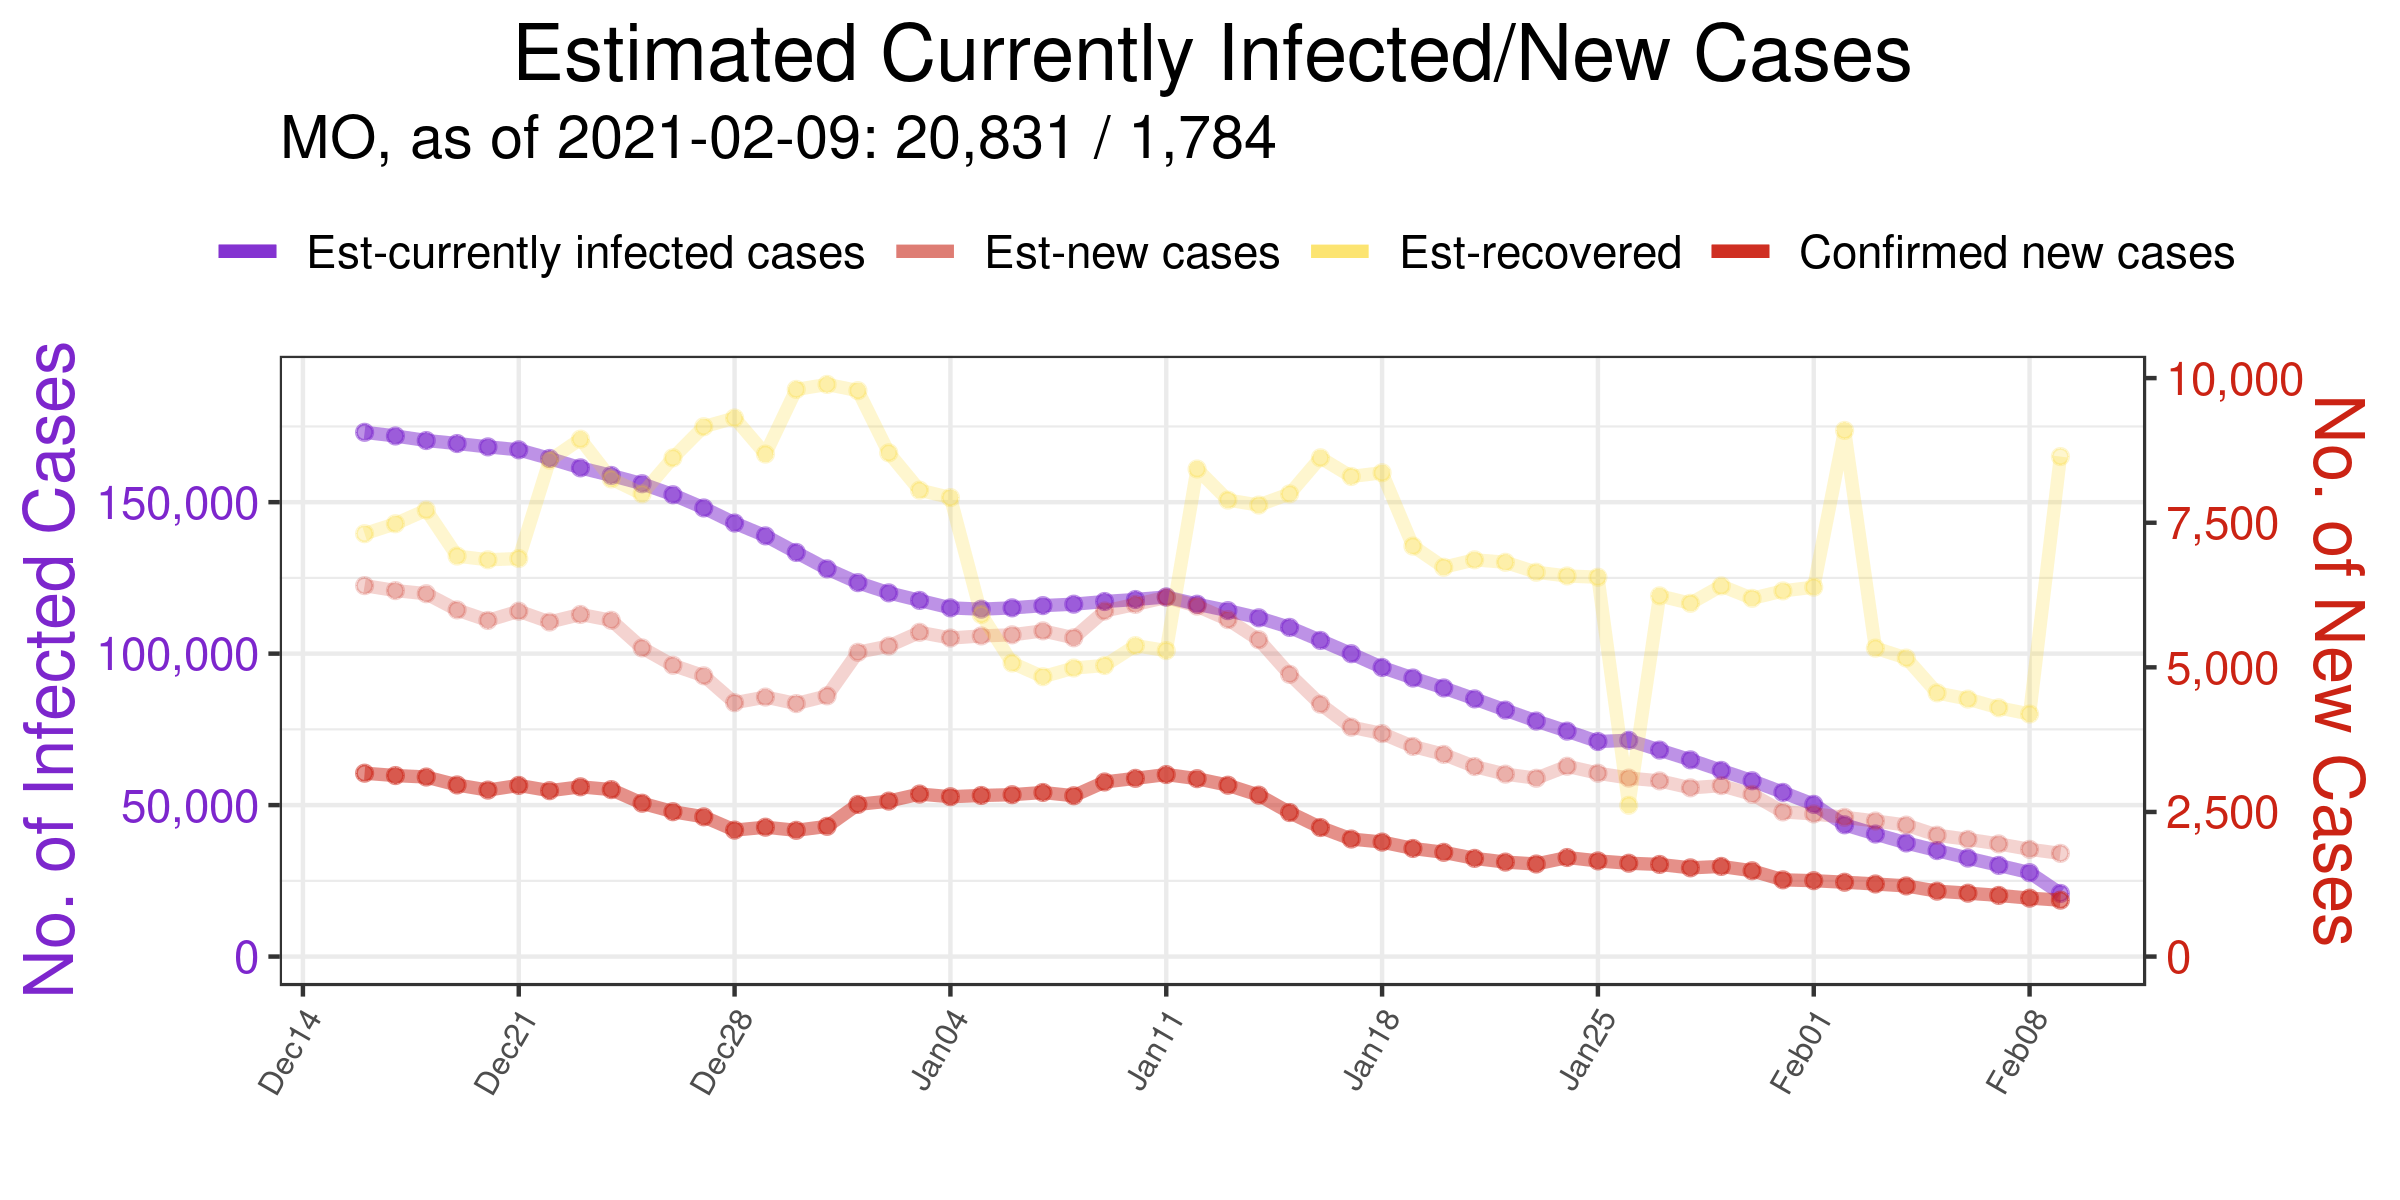 Estimated Currently Infected/New Cases
MO, as of 2021-02-09: 20,831 / 1,784
Est-currently infected cases Est-new cases Est-recovered Confirmed new cases
No. of Infected Cases
150,000
100,000
50,000
0
10,000
7,500
5,000
2,500
0
No. of New Cases
Dec14 Dec21 Dec28 Jan04 Jan11 Jan18 Jan25 Feb01 Feb08